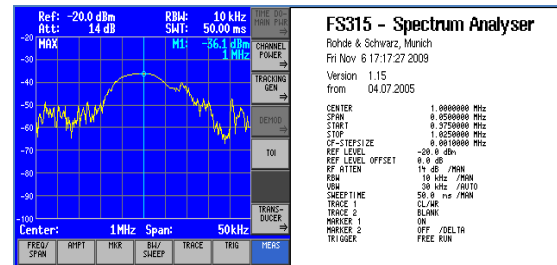 Ref: -20.0 dBm RBW: 10 kHz
Att: 14 dB SWT: 50.00 ms
-20 MAX M1: -36.1 dBm
1 MHz
-30
-40
-50
-60
-70
-80
-90
-100
Center: 1MHz Span: 50kHz
TIME DO-
MAIN PWR
⇒
CHANNEL
POWER
⇒
TRACKING
GEN
⇒
DEMOD
⇒
TOI
TRANS-
DUCER
⇒
FREQ/
SPAN
AMPT
MKR
BW/
SWEEP
TRACE
TRIG
MEAS
FS315 - Spectrum Analyser
Rohde & Schwarz, Munich
Fri Nov 6 17:17:27 2009
Version 1.15
from 04.07.2005
CENTER 1.0000000 MHz
SPAN 0.0500000 MHz
START 0.9750000 MHz
STOP 1.0250000 MHz
CF-STEPSIZE 0.0010000 MHz
REF LEVEL -20.0 dBm
REF LEVEL OFFSET 0.0 dB
RF ATTEN 14 dB /MAN
RBW 10 kHz /MAN
VBW 30 kHz /AUTO
SWEEPTIME 50.0 ms /MAN
TRACE 1 CL/WR
TRACE 2 BLANK
MARKER 1 ON
MARKER 2 OFF /DELTA
TRIGGER FREE RUN